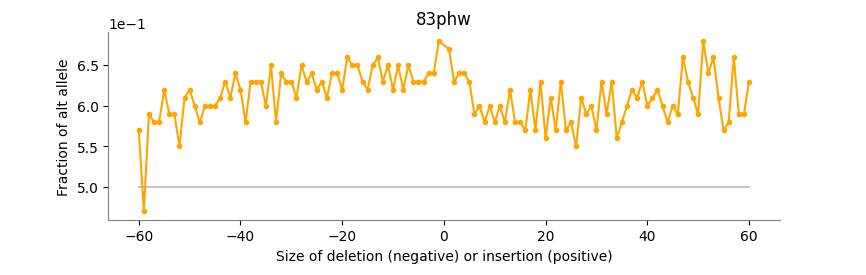 83phw
1e−1
Fraction of alt allele
6.5
6.0
5.5
5.0
−60 −40 −20 0 20 40 60
Size of deletion (negative) or insertion (positive)